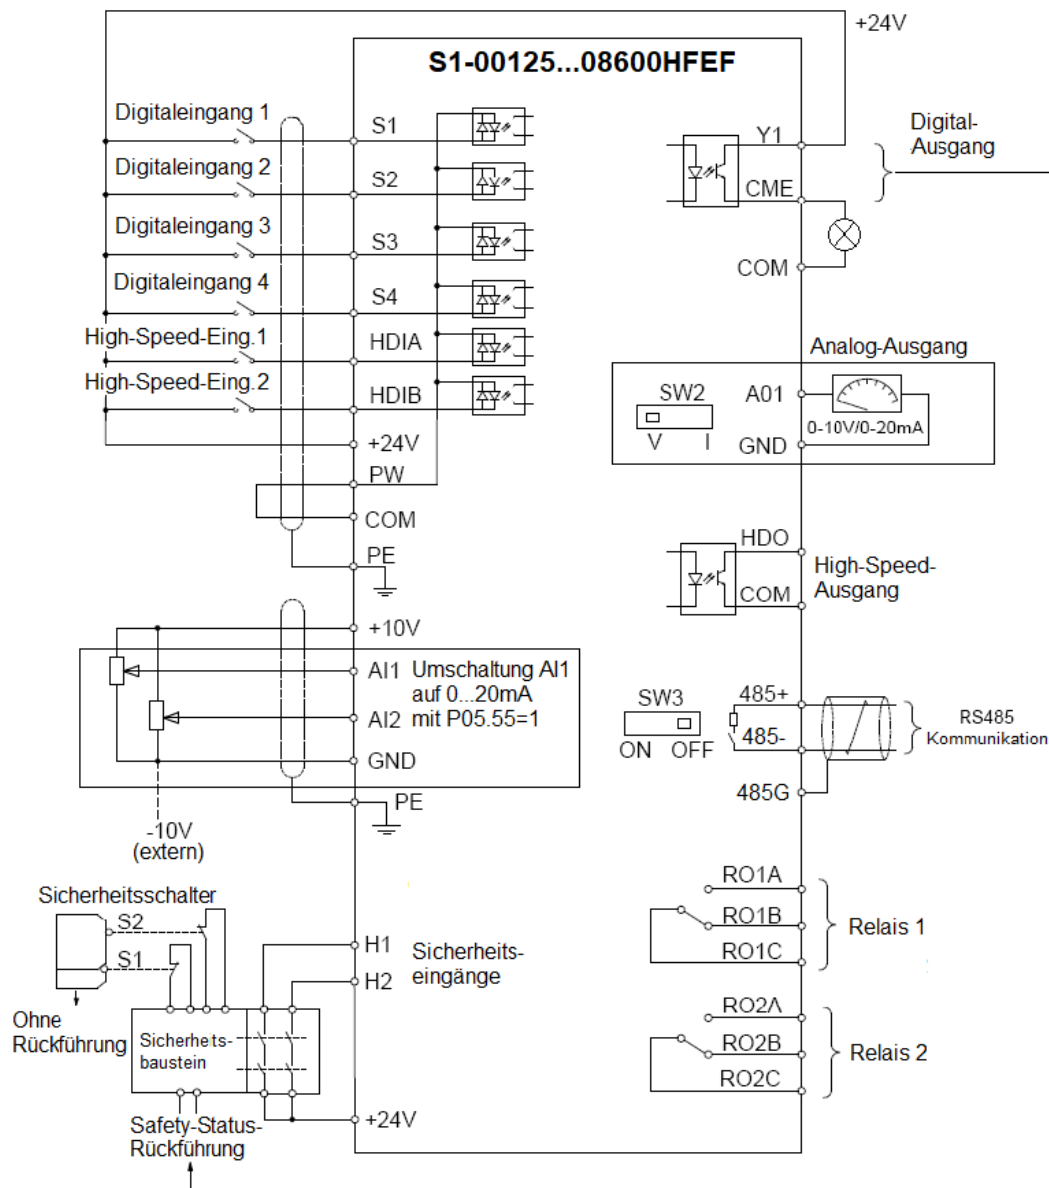 +24V
S1-00125...08600HFEF
Digitaleingang 1
S1
Digitaleingang 2
S2
Digitaleingang 3
S3
Digitaleingang 4
S4
High-Speed-Eing.1
HDIA
High-Speed-Eing.2
HDIB
+24V
PW
COM
PE
Y1
CME
COM
Digital-
Ausgang
Analog-Ausgang
SW2
V I
A01
GND
0-10V/0-20mA
HDO
COM
High-Speed-
Ausgang
+10V
AI1
AI2
GND
PE
Umschaltung AI1
auf 0...20mA
mit P05.55=1
-10V
(extern)
SW3
ON OFF
485+
485-
485G
RS485
Kommunikation
Sicherheitsschalter
S2
S1
Ohne
Rückführung
Sicherheits-
baustein
Safety-Status-
Rückführung
H1
H2
Sicherheits-
eingänge
+24V
RO1A
RO1B
RO1C
Relais 1
RO2A
RO2B
RO2C
Relais 2